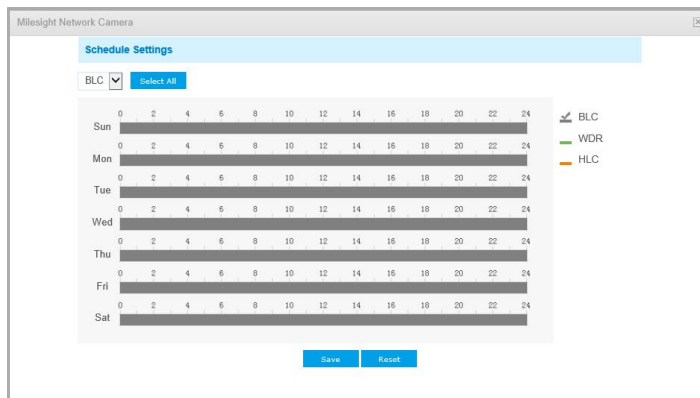 Milesight Network Camera
Schedule Settings
BLC Select All
0 2 4 6 8 10 12 14 16 18 20 22 24
Sun
0 2 4 6 8 10 12 14 16 18 20 22 24
Mon
0 2 4 6 8 10 12 14 16 18 20 22 24
Tue
0 2 4 6 8 10 12 14 16 18 20 22 24
Wed
0 2 4 6 8 10 12 14 16 18 20 22 24
Thu
0 2 4 6 8 10 12 14 16 18 20 22 24
Fri
0 2 4 6 8 10 12 14 16 18 20 22 24
Sat
BLC
WDR
HLC
Save Reset